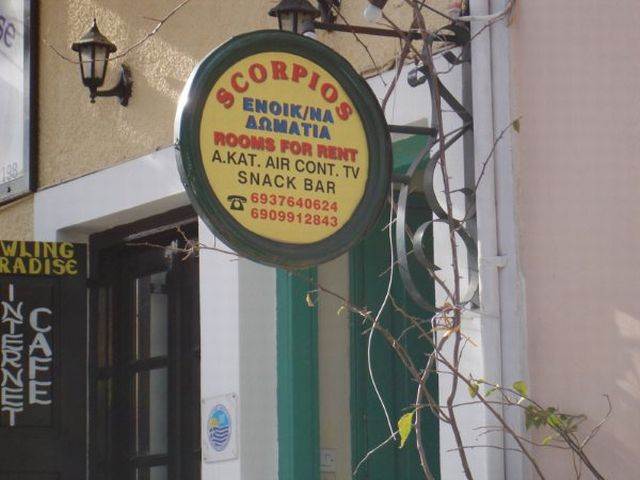 SCORPIOS
ΕΝΟΙΚ/ΝΑ
ΔΩΜΑΤΙΑ
ROOMS FOR RENT
A.KAT. AIR CONT. TV
SNACK BAR
☎ 6937640624
6909912843
WLING
RADISE
INTERNET
CAFE